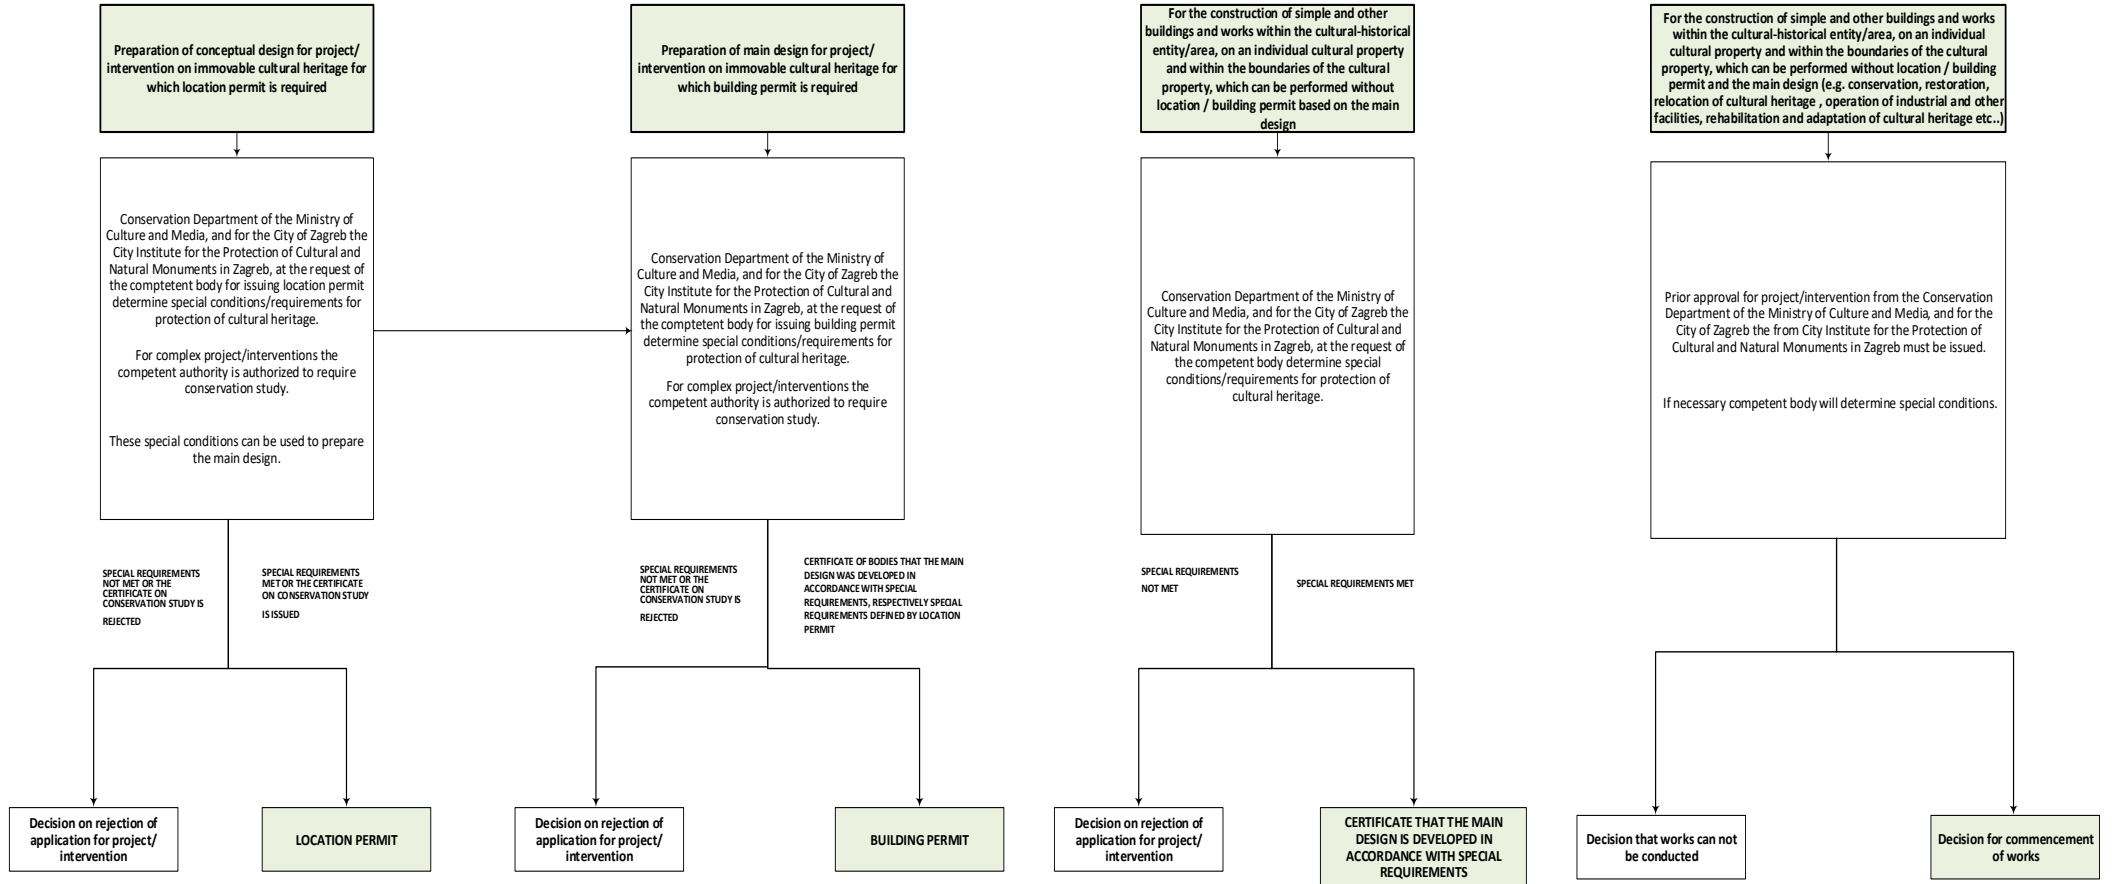 Preparation of conceptual design for project/
intervention on immovable cultural heritage for
which location permit is required
Conservation Department of the Ministry of
Culture and Media, and for the City of Zagreb the
City Institute for the Protection of Cultural and
Natural Monuments in Zagreb, at the request of
the comptetent body for issuing location permit
determine special conditions/requirements for
protection of cultural heritage.
For complex project/interventions the
competent authority is authorized to require
conservation study.
These special conditions can be used to prepare
the main design.
SPECIAL REQUIREMENTS
NOT MET OR THE
CERTIFICATE ON
CONSERVATION STUDY IS
REJECTED
SPECIAL REQUIREMENTS
MET OR THE CERTIFICATE
ON CONSERVATION STUDY
IS ISSUED
Decision on rejection of
application for project/
intervention
LOCATION PERMIT
Preparation of main design for project/
intervention on immovable cultural heritage for
which building permit is required
Conservation Department of the Ministry of
Culture and Media, and for the City of Zagreb the
City Institute for the Protection of Cultural and
Natural Monuments in Zagreb, at the request of
the comptetent body for issuing building permit
determine special conditions/requirements for
protection of cultural heritage.
For complex project/interventions the
competent authority is authorized to require
conservation study.
SPECIAL REQUIREMENTS
NOT MET OR THE
CERTIFICATE ON
CONSERVATION STUDY IS
REJECTED
CERTIFICATE OF BODIES THAT THE MAIN
DESIGN WAS DEVELOPED IN
ACCORDANCE WITH SPECIAL
REQUIREMENTS, RESPECTIVELY SPECIAL
REQUIREMENTS DEFINED BY LOCATION
PERMIT
Decision on rejection of
application for project/
intervention
BUILDING PERMIT
For the construction of simple and other
buildings and works within the cultural-historical
entity/area, on an individual cultural property
and within the boundaries of the cultural
property, which can be performed without
location / building permit based on the main
design
Conservation Department of the Ministry of
Culture and Media, and for the City of Zagreb the
City Institute for the Protection of Cultural and
Natural Monuments in Zagreb, at the request of
the competent body determine special
conditions/requirements for protection of
cultural heritage.
SPECIAL REQUIREMENTS
NOT MET
SPECIAL REQUIREMENTS MET
Decision on rejection of
application for project/
intervention
CERTIFICATE THAT THE MAIN
DESIGN IS DEVELOPED IN
ACCORDANCE WITH SPECIAL
REQUIREMENTS
For the construction of simple and other buildings and works
within the cultural-historical entity/area, on an individual
cultural property and within the boundaries of the cultural
property, which can be performed without location / building
permit and the main design (e.g. conservation, restoration,
relocation of cultural heritage , operation of industrial and other
facilities, rehabilitation and adaptation of cultural heritage etc..)
Prior approval for project/intervention from the Conservation
Department of the Ministry of Culture and Media, and for the
City of Zagreb the from City Institute for the Protection of
Cultural and Natural Monuments in Zagreb must be issued.
If necessary competent body will determine special conditions.
Decision that works can not
be conducted
Decision for commencement
of works